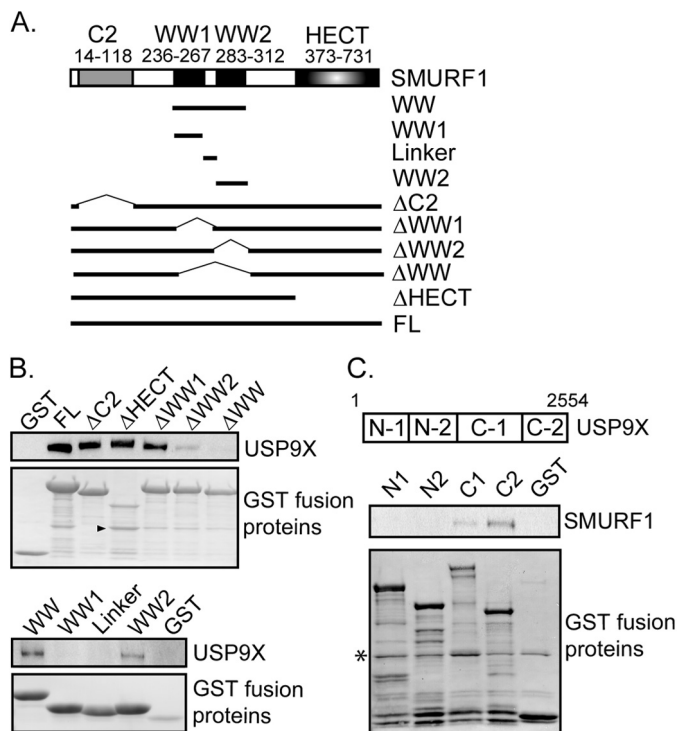 A.
C2 WW1 WW2 HECT
14-118 236-267 283-312 373-731
SMURF1
WW
WW1
Linker
WW2
ΔC2
ΔWW1
ΔWW2
ΔWW
ΔHECT
FL
B.
GST FL ΔC2 ΔHECT ΔWW1 ΔWW2 ΔWW
USP9X
GST fusion
proteins
WW WW1 Linker WW2 GST
USP9X
GST fusion
proteins
C.
1 2554
N-1 N-2 C-1 C-2 USP9X
N1 N2 C1 C2 GST
SMURF1
GST fusion
proteins
*